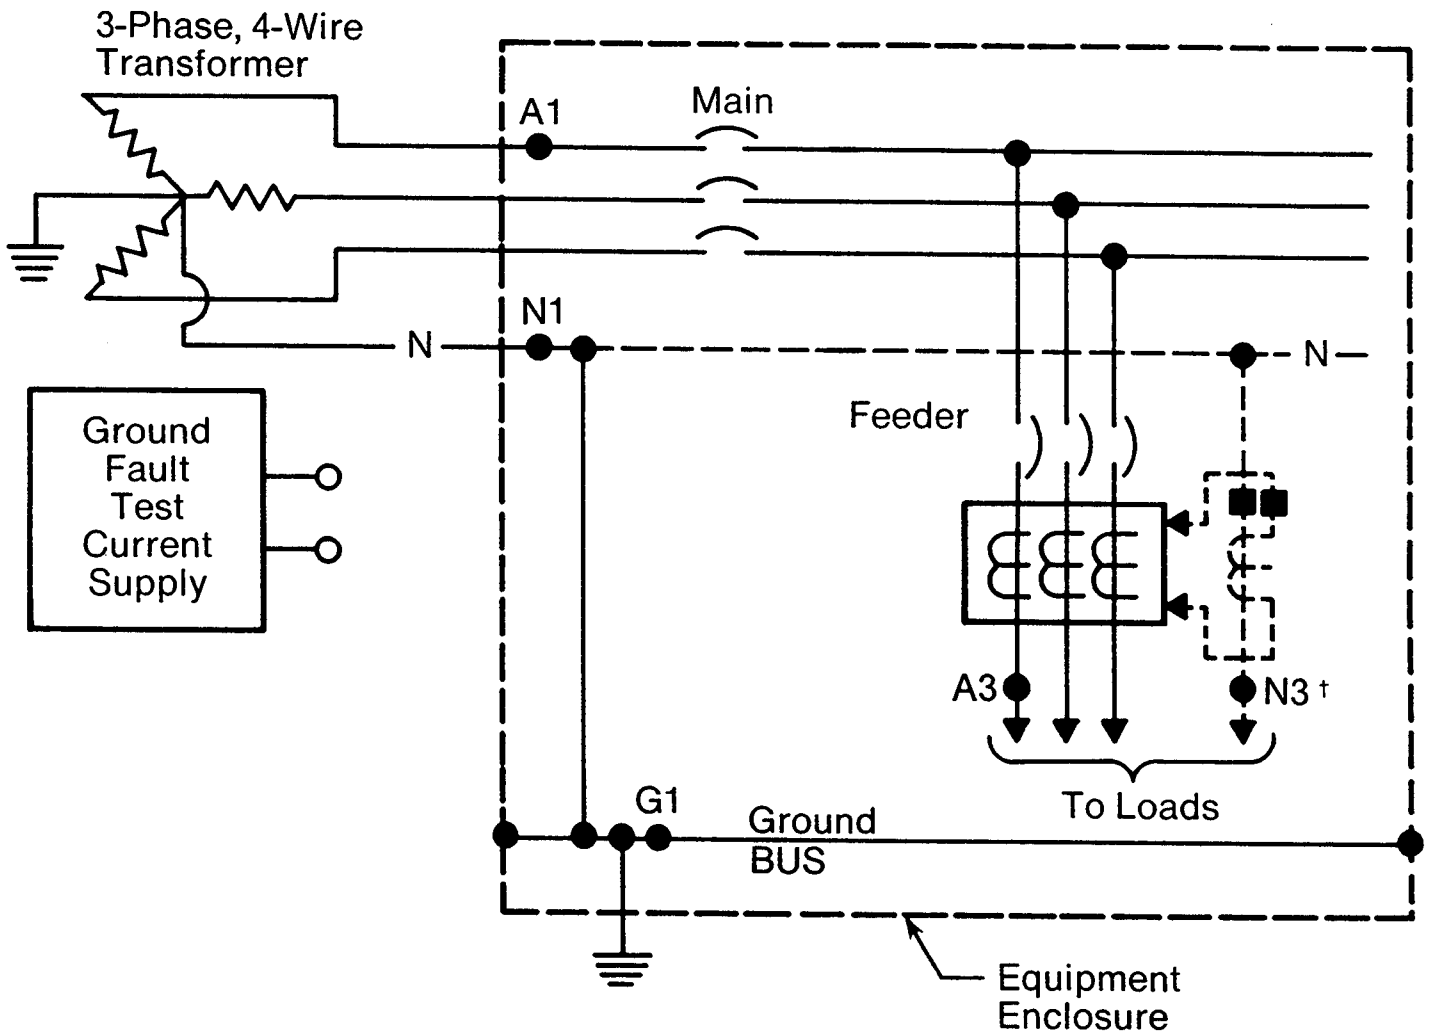 3-Phase, 4-Wire
Transformer
A1
Main
N1
N
N
Feeder
Ground
Fault
Test
Current
Supply
A3
N3 †
To Loads
G1
Ground
BUS
Equipment
Enclosure